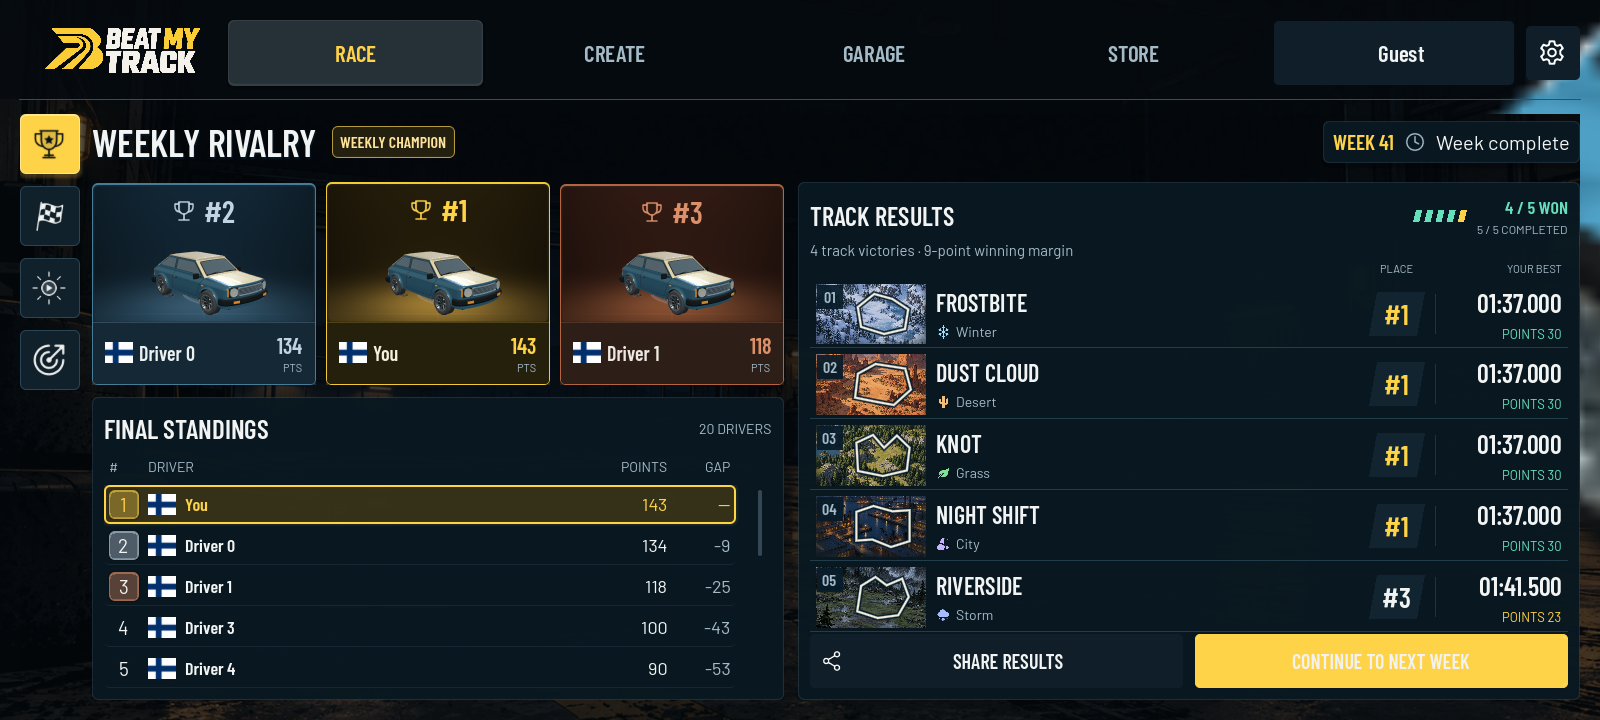 BEAT MY
TRACK
RACE
CREATE
GARAGE
STORE
Guest
WEEKLY RIVALRY
WEEKLY CHAMPION
WEEK 41
Week complete
#2
Driver 0
134
PTS
#1
You
143
PTS
#3
Driver 1
118
PTS
FINAL STANDINGS
20 DRIVERS
# DRIVER POINTS GAP
1 You 143 –
2 Driver 0 134 -9
3 Driver 1 118 -25
4 Driver 3 100 -43
5 Driver 4 90 -53
TRACK RESULTS
4 / 5 WON
5 / 5 COMPLETED
4 track victories · 9-point winning margin
PLACE YOUR BEST
01 FROSTBITE #1 01:37.000
Winter POINTS 30
02 DUST CLOUD #1 01:37.000
Desert POINTS 30
03 KNOT #1 01:37.000
Grass POINTS 30
04 NIGHT SHIFT #1 01:37.000
City POINTS 30
05 RIVERSIDE #3 01:41.500
Storm POINTS 23
SHARE RESULTS
CONTINUE TO NEXT WEEK